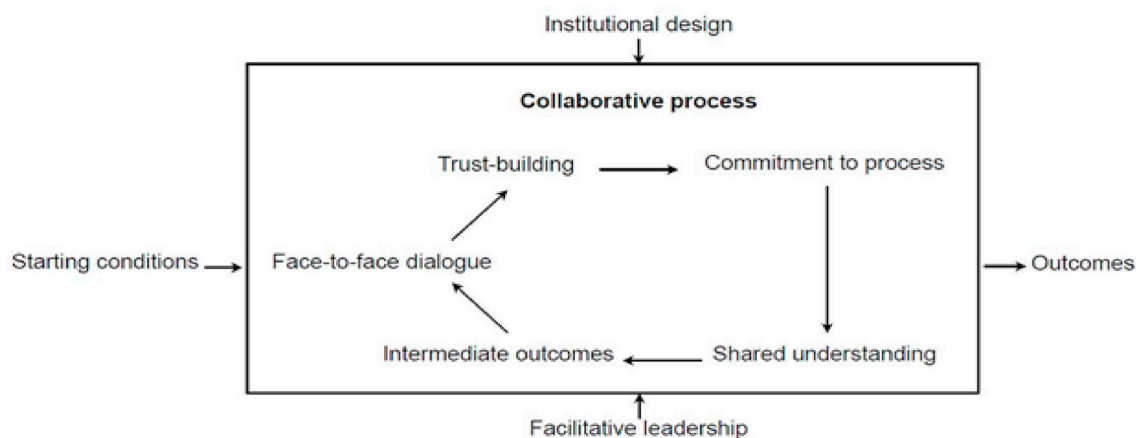 Institutional design
Collaborative process
Trust-building
Commitment to process
Starting conditions
Face-to-face dialogue
Outcomes
Intermediate outcomes
Shared understanding
Facilitative leadership